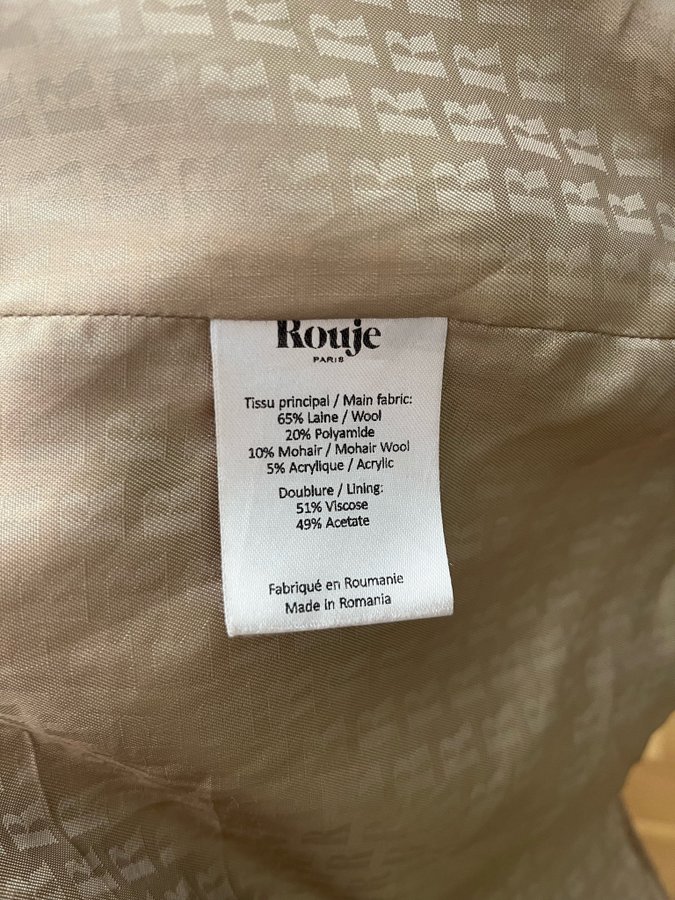 Rouje
PARIS
Tissu principal / Main fabric:
65% Laine / Wool
20% Polyamide
10% Mohair / Mohair Wool
5% Acrylique / Acrylic
Doublure / Lining:
51% Viscose
49% Acetate
Fabriqué en Roumanie
Made in Romania